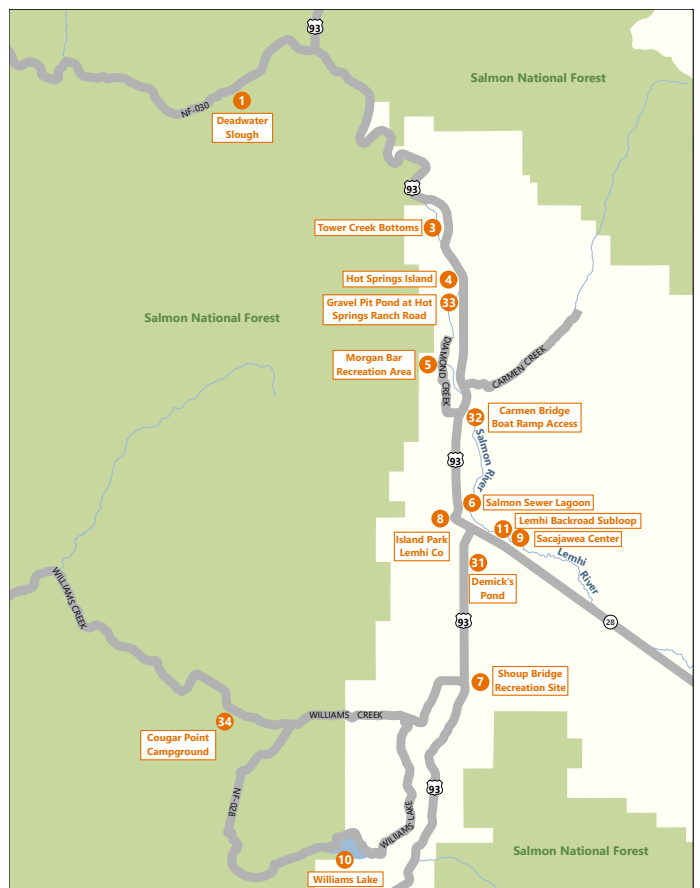 93
Salmon National Forest
1
NF-030
Deadwater
Slough
93
Tower Creek Bottoms
3
Hot Springs Island
4
Gravel Pit Pond at Hot
Springs Ranch Road
33
Salmon National Forest
DIAMOND CREEK
CARMEN CREEK
Morgan Bar
Recreation Area
5
32
Carmen Bridge
Boat Ramp Access
Salmon
River
93
6
Salmon Sewer Lagoon
8
11
Lemhi Backroad Subloop
9
Sacajawea Center
Island Park
Lemhi Co
Lemhi
River
31
Demick's
Pond
WILLIAMS CREEK
93
28
7
Shoup Bridge
Recreation Site
34
WILLIAMS CREEK
Cougar Point
Campground
93
NF-028
WILLIAMS LAKE
10
Williams Lake
Salmon National Forest